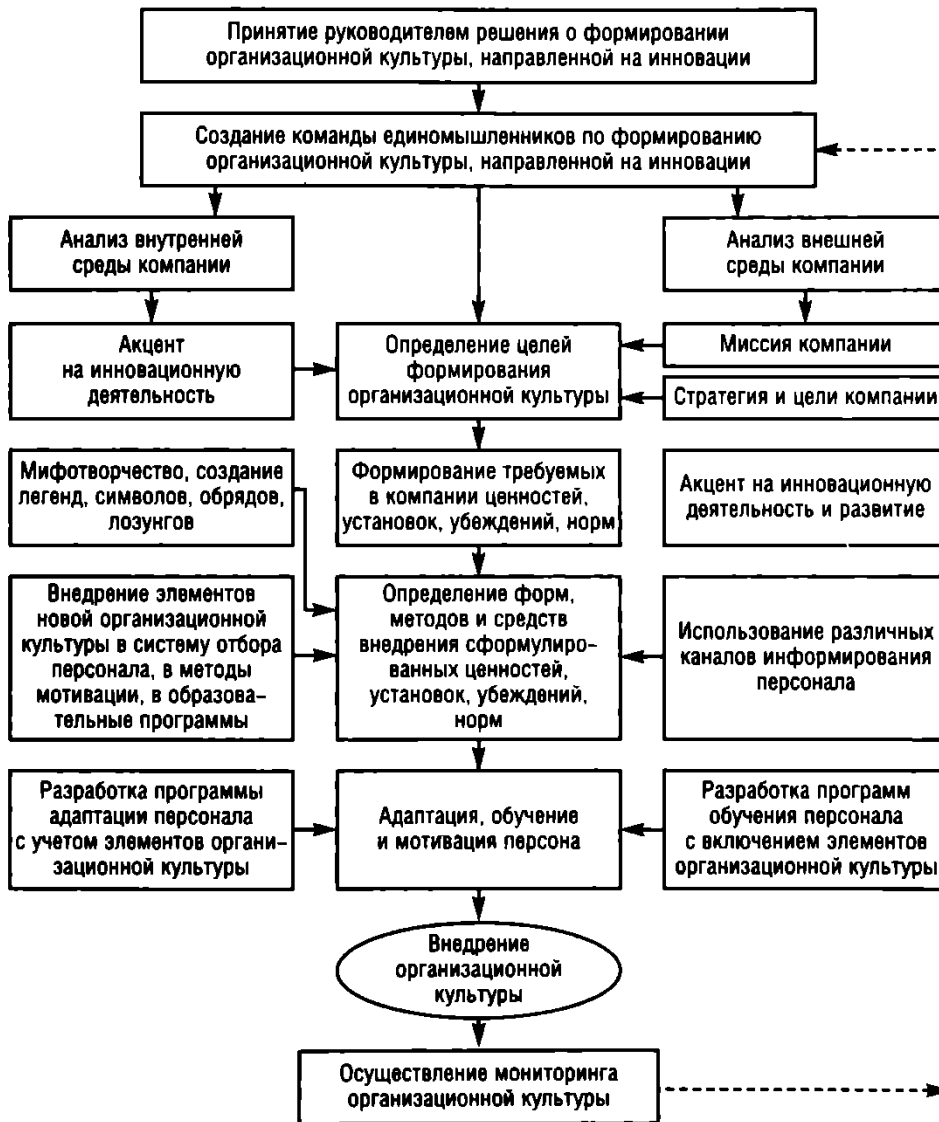 Принятие руководителем решения о формировании
организационной культуры, направленной на инновации
Создание команды единомышленников по формированию
организационной культуры, направленной на инновации
Анализ внутренней
среды компании
Анализ внешней
среды компании
Акцент
на инновационную
деятельность
Определение целей
формирования
организационной культуры
Миссия компании
Стратегия и цели компании
Мифотворчество, создание
легенд, символов, обрядов,
лозунгов
Формирование требуемых
в компании ценностей,
установок, убеждений, норм
Акцент на инновационную
деятельность и развитие
Внедрение элементов
новой организационной
культуры в систему отбора
персонала, в методы
мотивации, в образова-
тельные программы
Определение форм,
методов и средств
внедрения сформулиро-
ванных ценностей,
установок, убеждений,
норм
Использование различных
каналов информирования
персонала
Разработка программы
адаптации персонала
с учетом элементов органи-
зационной культуры
Адаптация, обучение
и мотивация персона
Разработка программ
обучения персонала
с включением элементов
организационной культуры
Внедрение
организационной
культуры
Осуществление мониторинга
организационной культуры